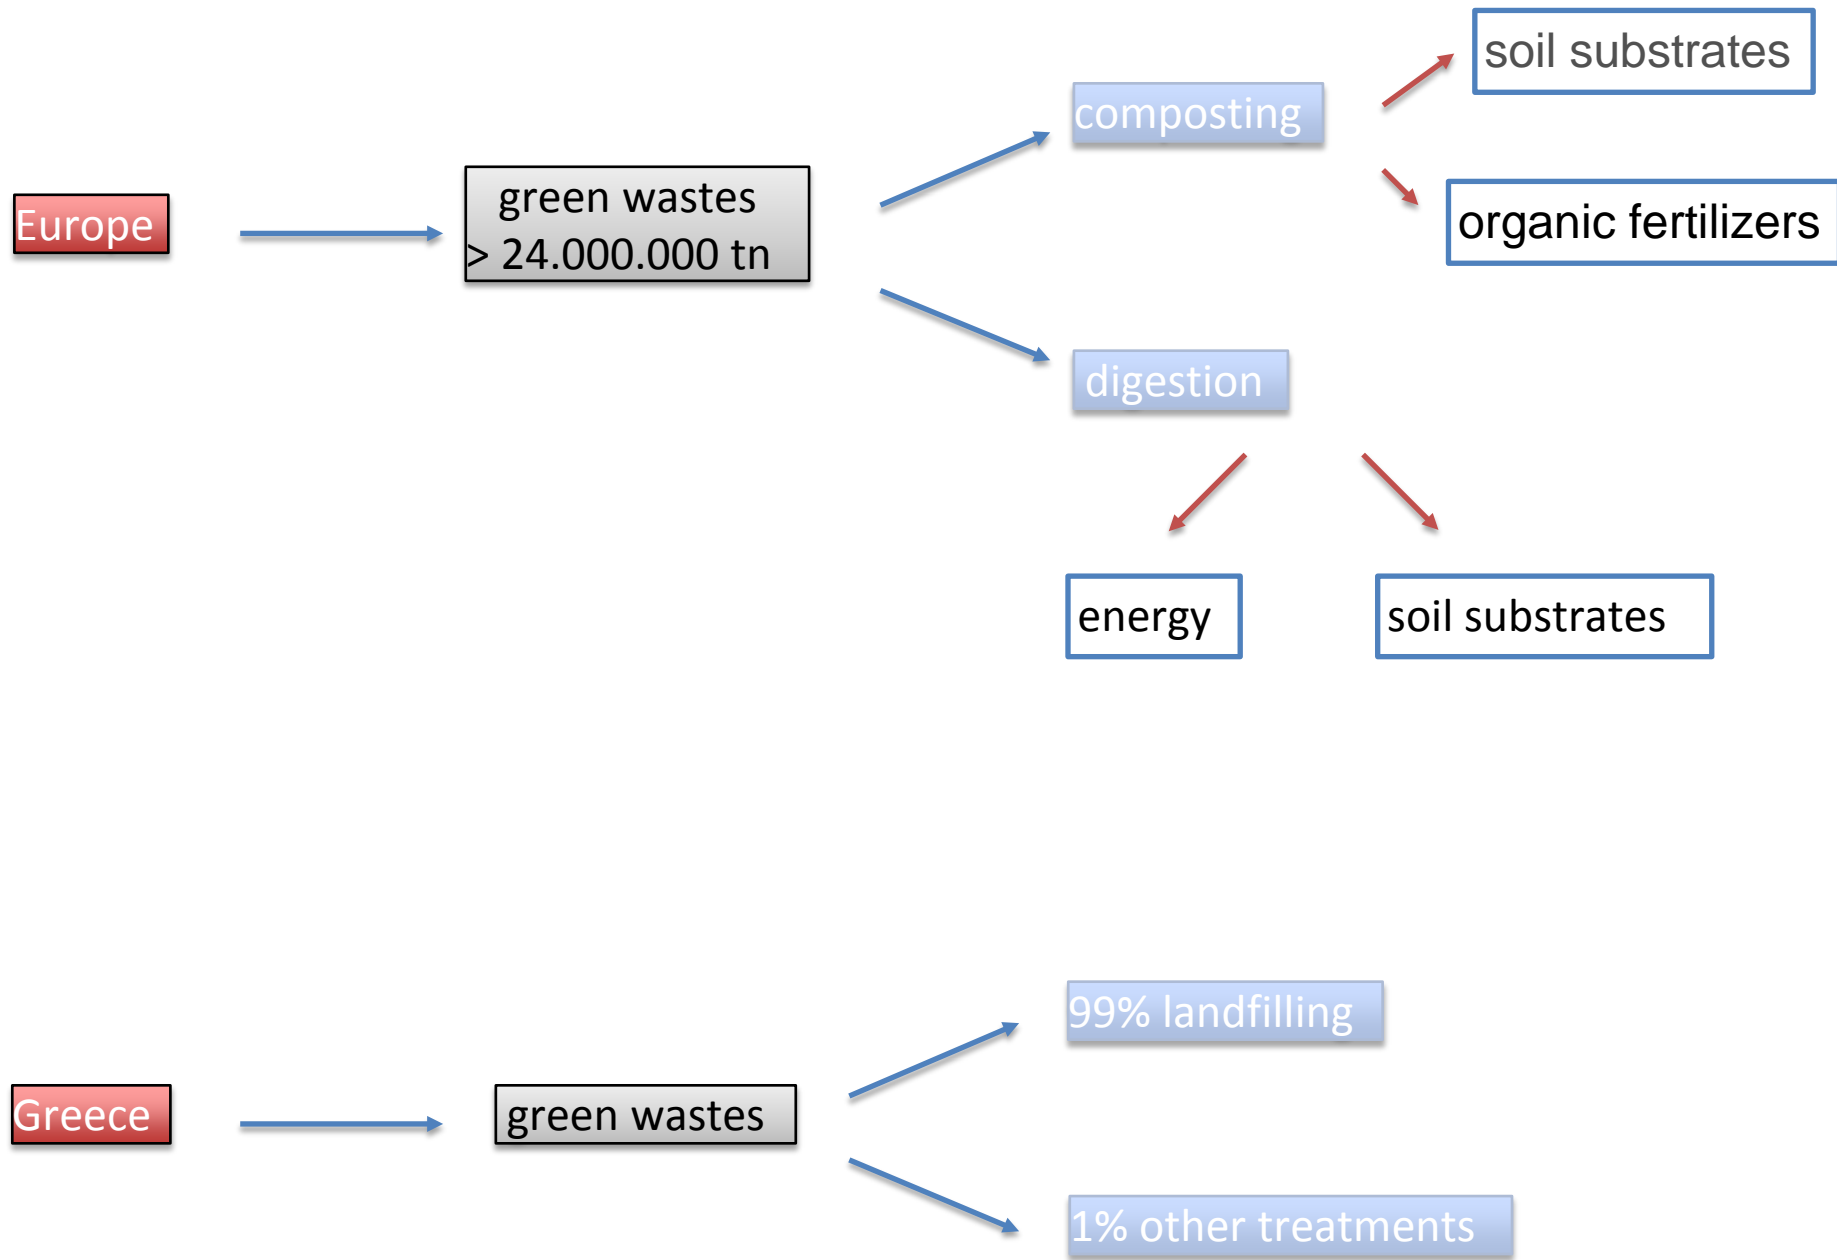 soil substrates
composting
Europe
green wastes
> 24.000.000 tn
organic fertilizers
digestion
energy
soil substrates
99% landfilling
Greece
green wastes
1% other treatments